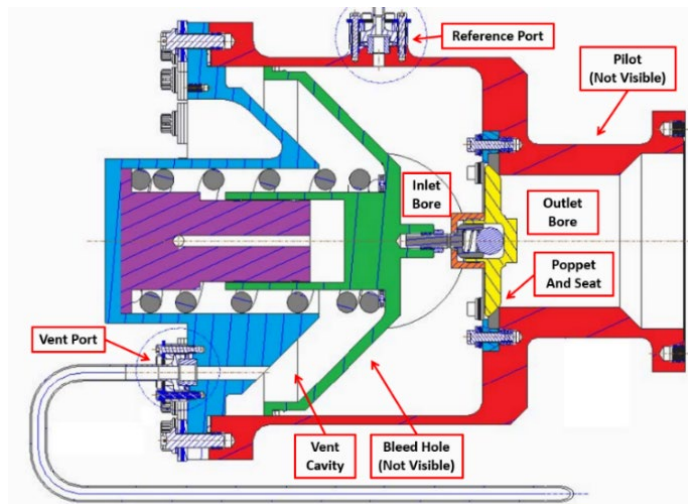 Reference Port
Pilot
(Not Visible)
Inlet
Bore
Outlet
Bore
Poppet
And Seat
Vent Port
Vent
Cavity
Bleed Hole
(Not Visible)